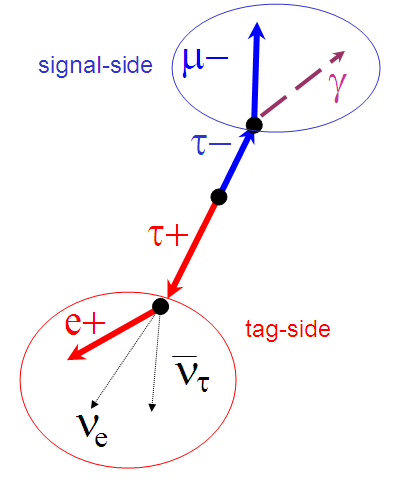 signal-side
μ−
γ
τ−
τ+
tag-side
e+
ν̅τ
νe